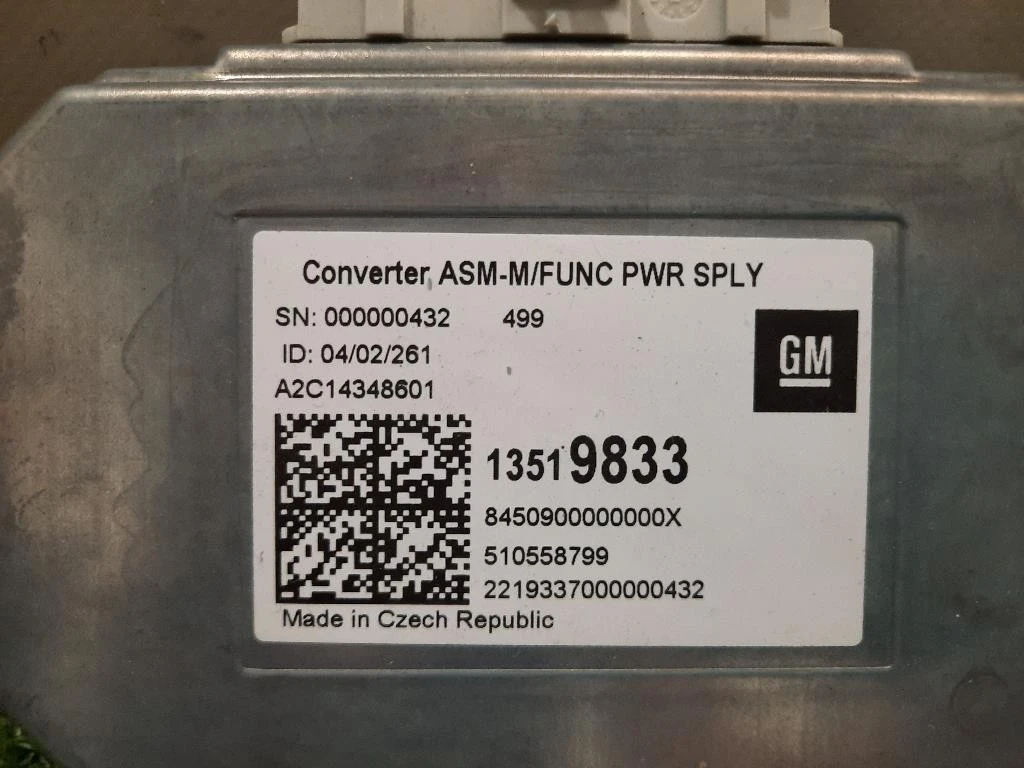 Converter, ASM-M/FUNC PWR SPLY
SN: 000000432 499
ID: 04/02/261
A2C14348601
GM
13519833
8450900000000X
510558799
2219337000000432
Made in Czech Republic